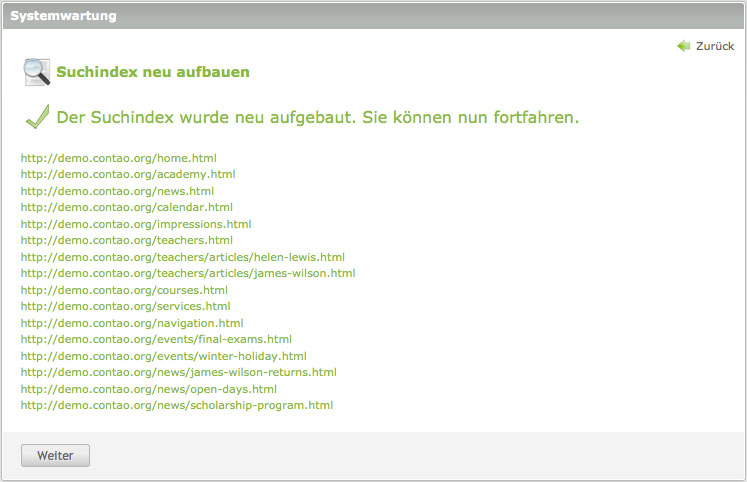 Systemwartung
Zurück
Suchindex neu aufbauen
Der Suchindex wurde neu aufgebaut. Sie können nun fortfahren.
http://demo.contao.org/home.html
http://demo.contao.org/academy.html
http://demo.contao.org/news.html
http://demo.contao.org/calendar.html
http://demo.contao.org/impressions.html
http://demo.contao.org/teachers.html
http://demo.contao.org/teachers/articles/helen-lewis.html
http://demo.contao.org/teachers/articles/james-wilson.html
http://demo.contao.org/courses.html
http://demo.contao.org/services.html
http://demo.contao.org/navigation.html
http://demo.contao.org/events/final-exams.html
http://demo.contao.org/events/winter-holiday.html
http://demo.contao.org/news/james-wilson-returns.html
http://demo.contao.org/news/open-days.html
http://demo.contao.org/news/scholarship-program.html
Weiter